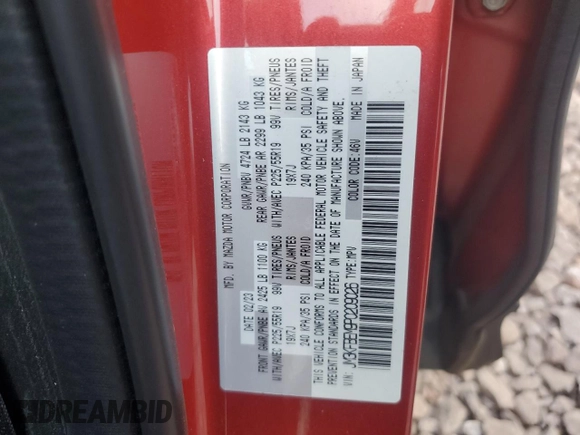 MFD. BY MAZDA MOTOR CORPORATION
DATE 02/23 GVWR/PNBV 4724 LB 2143 KG
FRONT GAWR/PNBE AV 2425 LB 1100 KG REAR GAWR/PNBE AR 2299 LB 1043 KG
WITH/AVEC P225/55R19 99V TIRES/PNEUS WITH/AVEC P225/55R19 99V TIRES/PNEUS
19X7J RIMS/JANTES 19X7J RIMS/JANTES
240 KPA/35 PSI COLD/A FROID 240 KPA/35 PSI COLD/A FROID
THIS VEHICLE CONFORMS TO ALL APPLICABLE FEDERAL MOTOR VEHICLE SAFETY AND THEFT
PREVENTION STANDARDS IN EFFECT ON THE DATE OF MANUFACTURE SHOWN ABOVE.
VIN: JM3KFBEM9P0209026 TYPE:MPV COLOR CODE:46V MADE IN JAPAN
DREAMBID